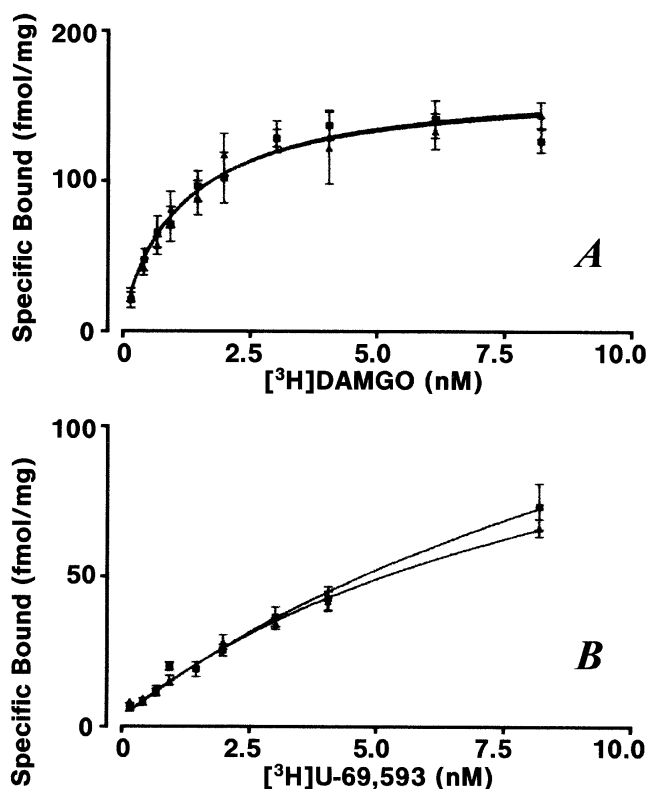 200
100
0
Specific Bound (fmol/mg)
A
0 2.5 5.0 7.5 10.0
[³H]DAMGO (nM)
100
50
0
Specific Bound (fmol/mg)
B
0 2.5 5.0 7.5 10.0
[³H]U-69,593 (nM)